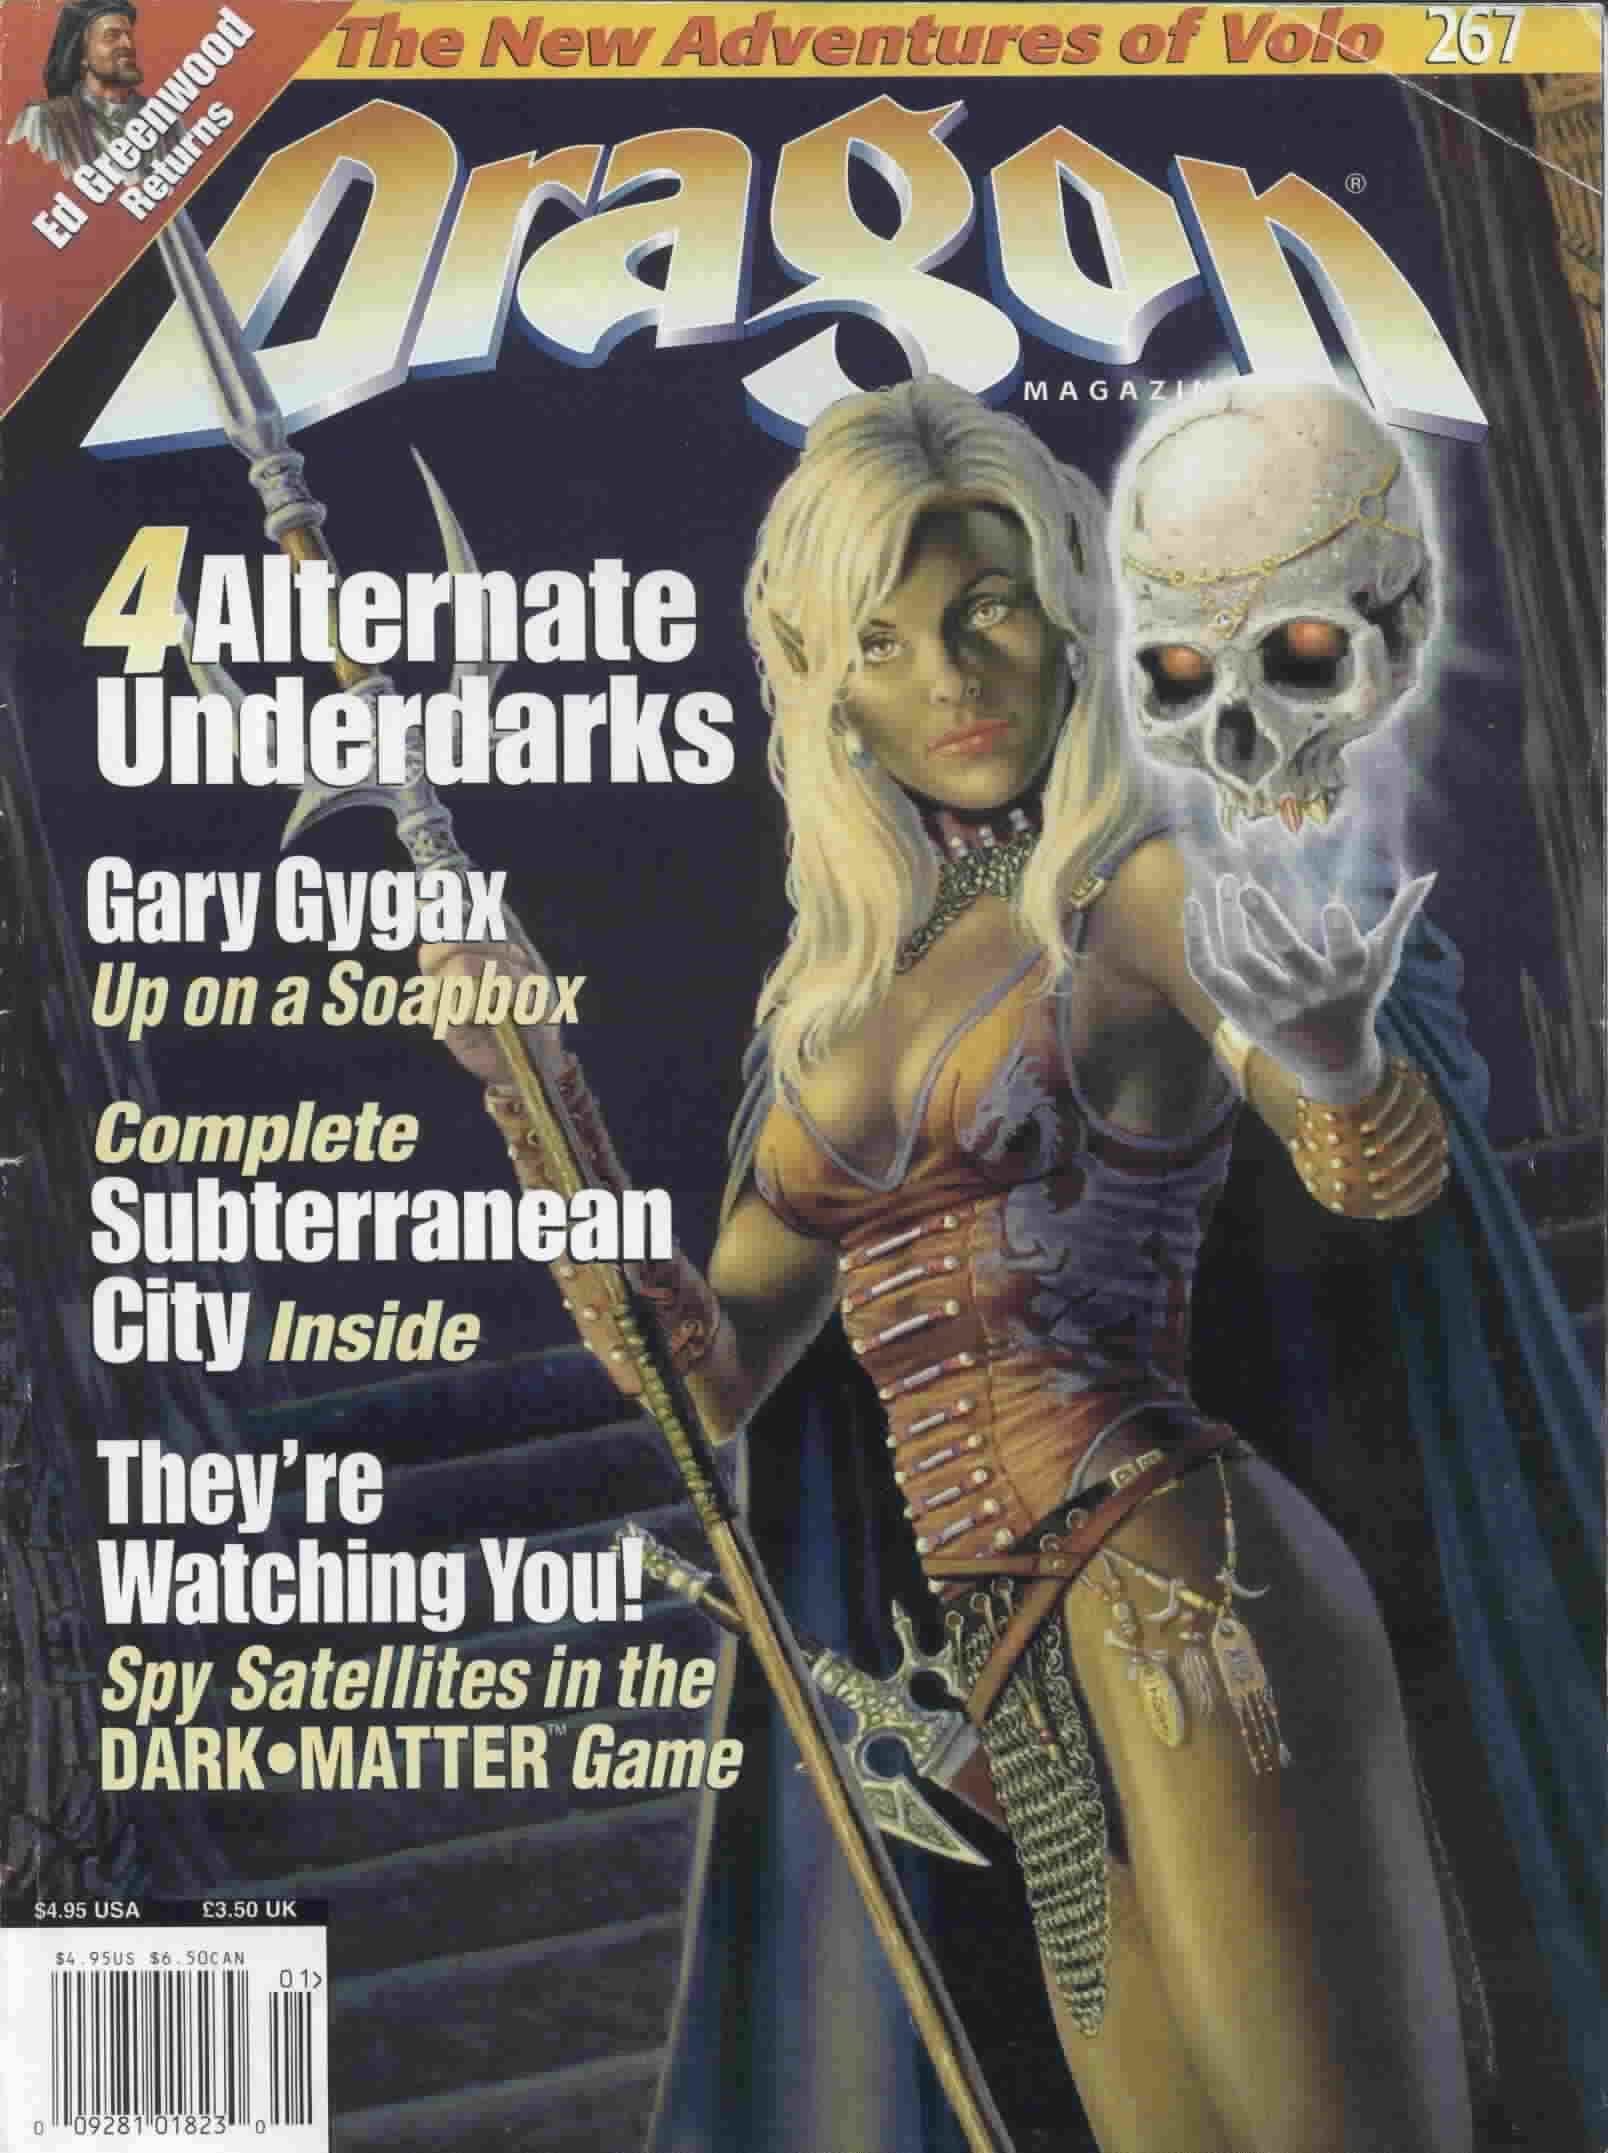 The New Adventures of Volo 267
Ed Greenwood
Returns
Dragon®
MAGAZIN
4 Alternate
Underdarks
Gary Gygax
Up on a Soapbox
Complete
Subterranean
City Inside
They're
Watching You!
Spy Satellites in the
DARK•MATTER™ Game
$4.95 USA £3.50 UK
$4.95US $6.50CAN
01>
0 09281 01823 0